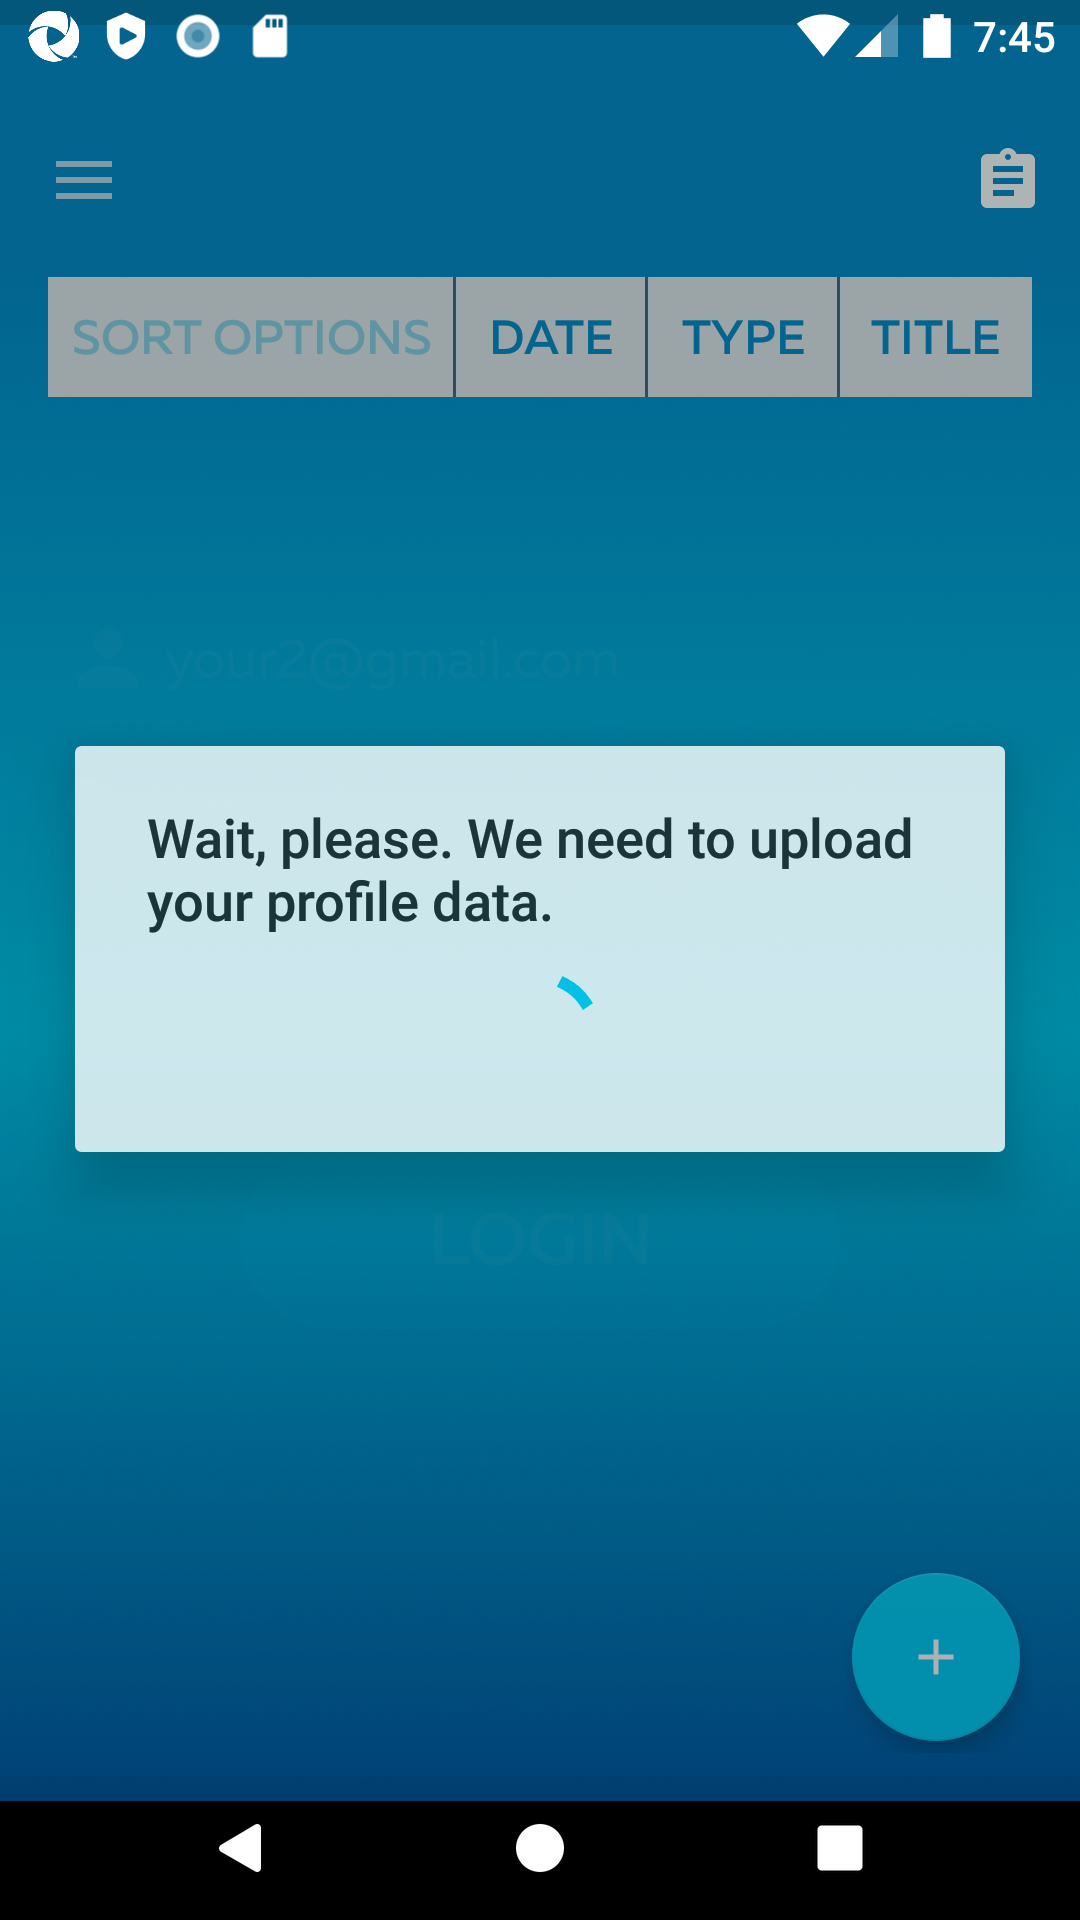 7:45
SORT OPTIONS DATE TYPE TITLE
your2@gmail.com
Wait, please. We need to upload
your profile data.
LOGIN